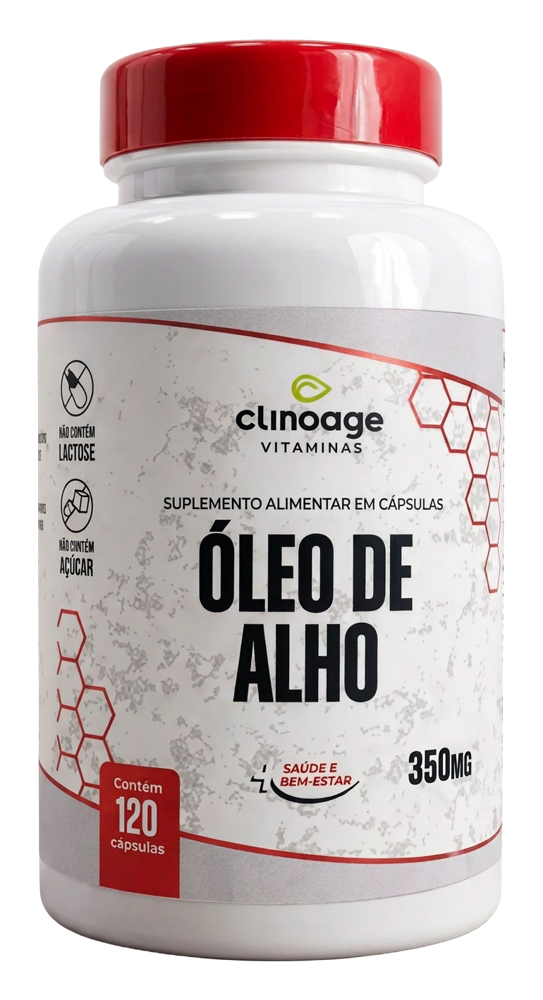 clinoage
VITAMINAS
NÃO CONTÉM
LACTOSE
NÃO CONTÉM
AÇÚCAR
SUPLEMENTO ALIMENTAR EM CÁPSULAS
ÓLEO DE
ALHO
SAÚDE E
BEM-ESTAR
350MG
Contém
120
cápsulas